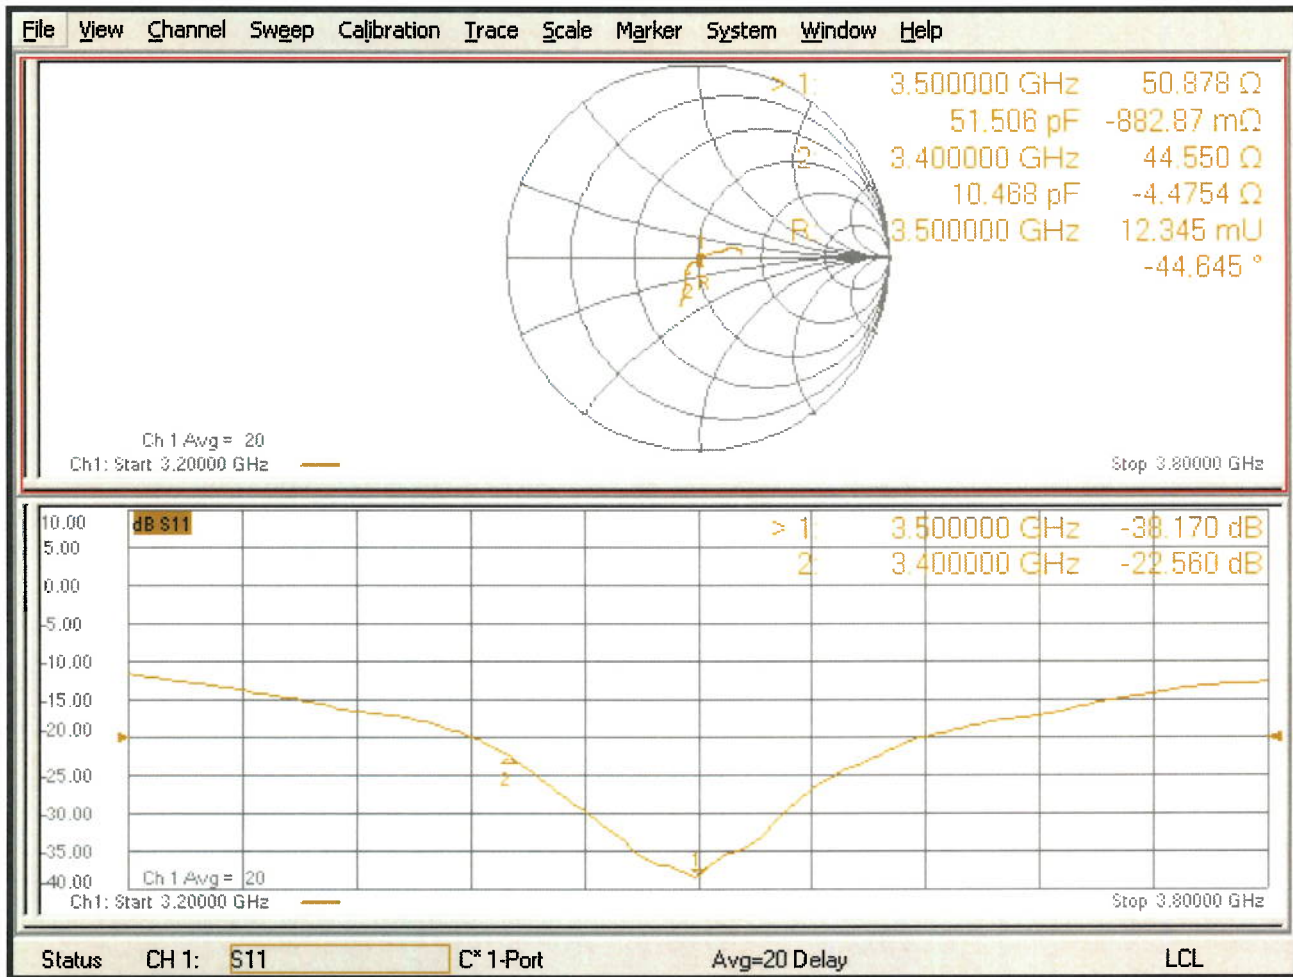 File View Channel Sweep Calibration Trace Scale Marker System Window Help
> 1: 3.500000 GHz 50.878 Ω
51.506 pF -882.87 mΩ
2: 3.400000 GHz 44.550 Ω
10.468 pF -4.4754 Ω
R: 3.500000 GHz 12.345 mU
-44.645 °
1
2
R
Ch 1 Avg = 20
Ch1: Start 3.20000 GHz
Stop 3.80000 GHz
10.00
dB S11
> 1: 3.500000 GHz -38.170 dB
5.00
2: 3.400000 GHz -22.560 dB
0.00
-5.00
-10.00
-15.00
-20.00
-25.00
2
-30.00
-35.00
1
-40.00
Ch 1 Avg = 20
Ch1: Start 3.20000 GHz
Stop 3.80000 GHz
Status CH 1: S11 C* 1-Port Avg=20 Delay LCL